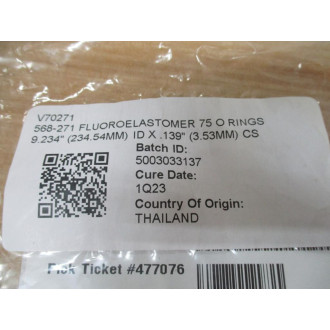 V70271
568-271 FLUOROELASTOMER 75 O RINGS
9.234" (234.54MM) ID X .139" (3.53MM) CS
Batch ID:
5003033137
Cure Date:
1Q23
Country Of Origin:
THAILAND
Pick Ticket #477076